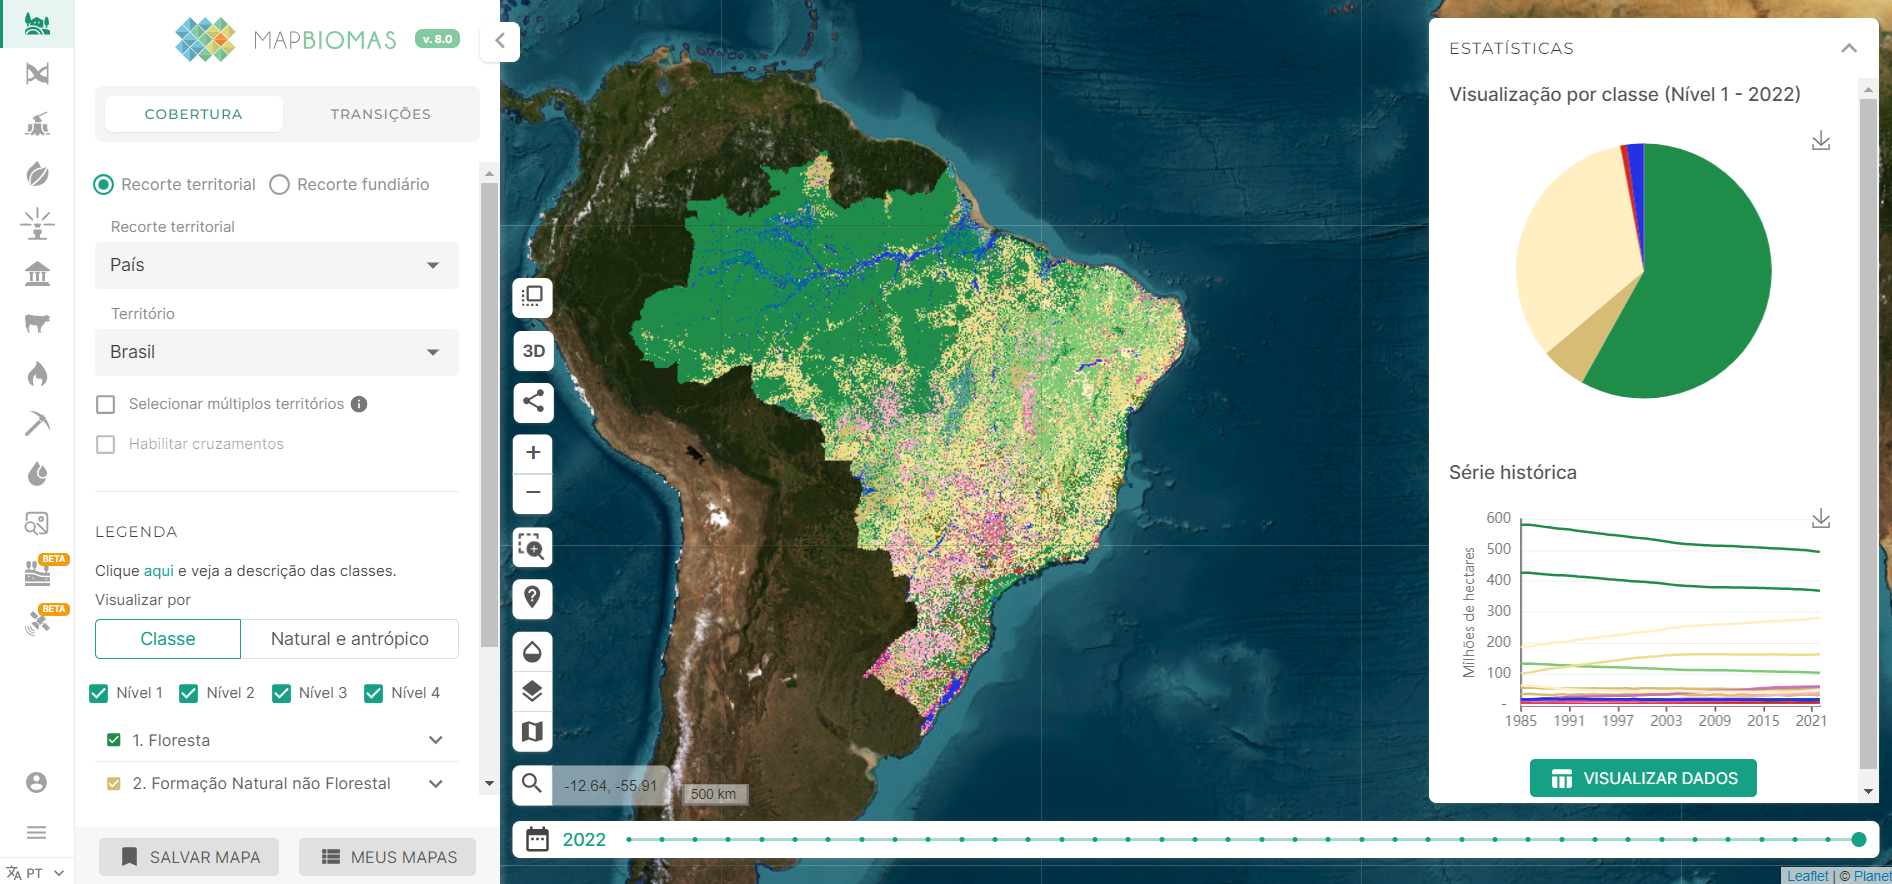 MAPBIOMAS v. 8.0
COBERTURA
TRANSIÇÕES
Recorte territorial
Recorte fundiário
Recorte territorial
País
Território
Brasil
Selecionar múltiplos territórios
Habilitar cruzamentos
LEGENDA
Clique aqui e veja a descrição das classes.
Visualizar por
Classe
Natural e antrópico
Nível 1
Nível 2
Nível 3
Nível 4
1. Floresta
2. Formação Natural não Florestal
SALVAR MAPA
MEUS MAPAS
BETA
BETA
PT
3D
-12.64, -55.91
500 km
2022
ESTATÍSTICAS
Visualização por classe (Nível 1 - 2022)
Série histórica
Milhões de hectares
600
500
400
300
200
100
-
1985 1991 1997 2003 2009 2015 2021
VISUALIZAR DADOS
Leaflet | © Planet